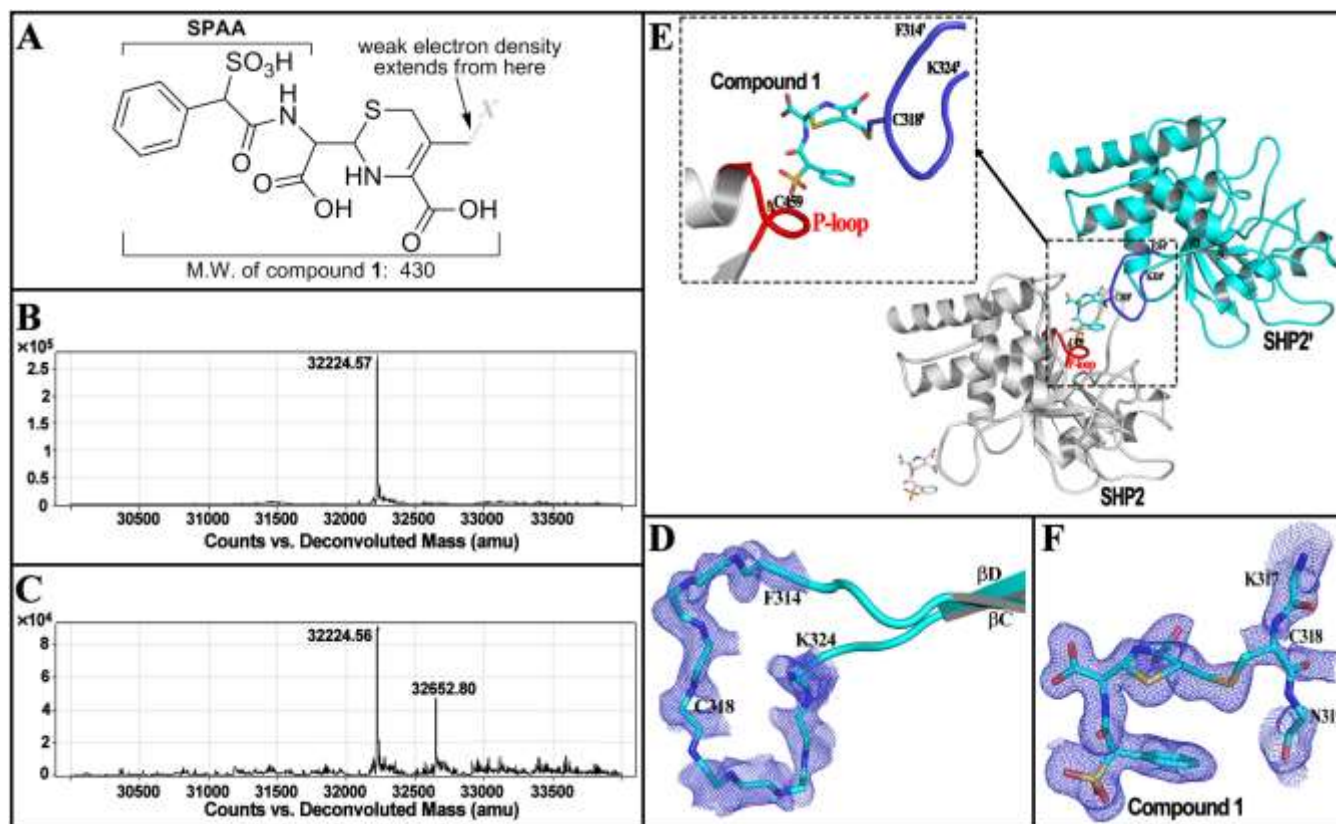 A
SPAA
SO₃H
weak electron density
extends from here
X
H
N
S
O
O
OH
HN
O
OH
M.W. of compound 1: 430
B
×10⁵
32224.57
2.5
2
1.5
1
0.5
0
30500 31000 31500 32000 32500 33000 33500
Counts vs. Deconvoluted Mass (amu)
C
×10⁴
32224.56
32652.80
8
6
4
2
0
30500 31000 31500 32000 32500 33000 33500
Counts vs. Deconvoluted Mass (amu)
E
F314'
K324'
Compound 1
C318'
C459
P-loop
SHP2'
P-loop
SHP2
D
F314
βD
βC
K324
C318
F
K317
C318
N31
Compound 1